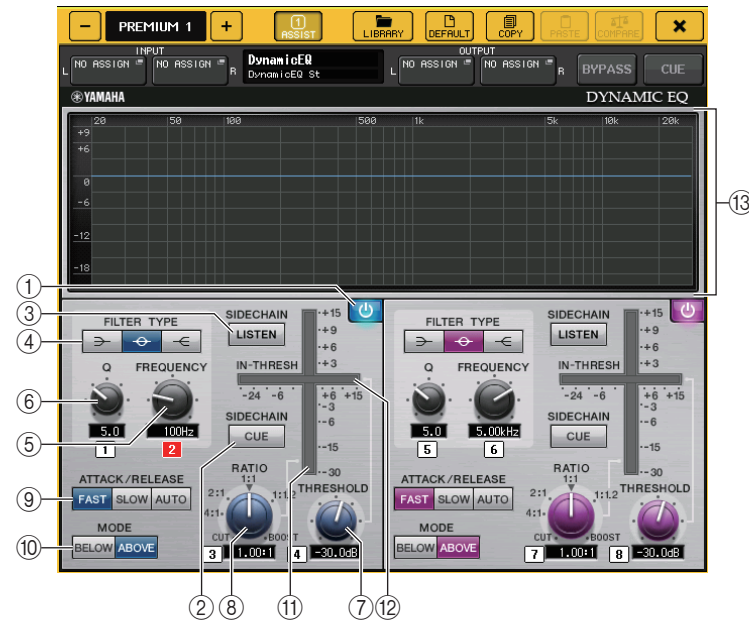 − PREMIUM 1 + 1 ASSIST LIBRARY DEFAULT COPY PASTE COMPARE ×
INPUT OUTPUT
L NO ASSIGN NO ASSIGN R DynamicEQ L NO ASSIGN NO ASSIGN R BYPASS CUE
DynamicEQ St
YAMAHA DYNAMIC EQ
20 50 100 500 1k 5k 10k 20k
+9
+6
0
-6
-12
-18
⑬
①
③
④
⑥
⑤
⑨
⑩
FILTER TYPE
SIDECHAIN
LISTEN
+15
+9
+6
+3
Q FREQUENCY
IN-THRESH
-24 -6 +6 +15
-3
-6
-15
-30
5.0 100Hz
1 2
SIDECHAIN
CUE
ATTACK/RELEASE
FAST SLOW AUTO
MODE
BELOW ABOVE
RATIO
1:1
2:1 1:1.2
4:1
CUT BOOST
3 1.00:1
THRESHOLD
4 -30.0dB
FILTER TYPE
SIDECHAIN
LISTEN
+15
+9
+6
+3
Q FREQUENCY
IN-THRESH
-24 -6 +6 +15
-3
-6
-15
-30
5.0 5.00kHz
5 6
SIDECHAIN
CUE
ATTACK/RELEASE
FAST SLOW AUTO
MODE
BELOW ABOVE
RATIO
1:1
2:1 1:1.2
4:1
CUT BOOST
7 1.00:1
THRESHOLD
8 -30.0dB
② ⑧ ⑪ ⑦ ⑫